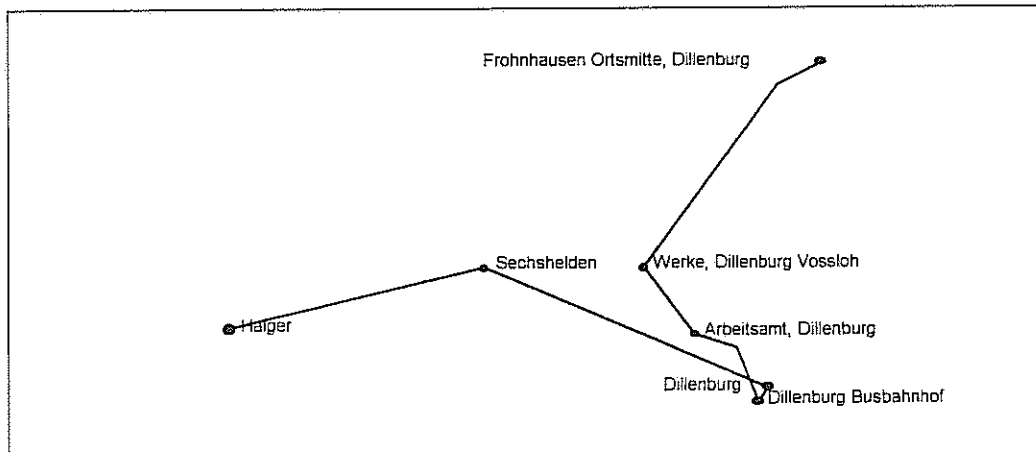 Frohnhausen Ortsmitte, Dillenburg
Sechshelden
Werke, Dillenburg Vossloh
Haiger
Arbeitsamt, Dillenburg
Dillenburg
Dillenburg Busbahnhof